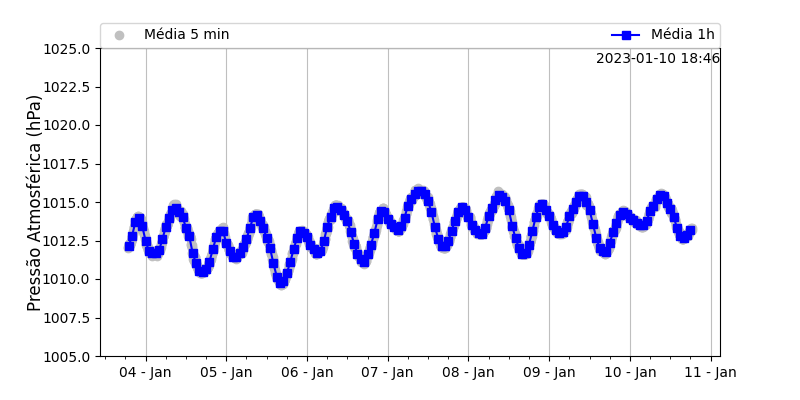 Média 5 min
Média 1h
2023-01-10 18:46
Pressão Atmosférica (hPa)
1025.0
1022.5
1020.0
1017.5
1015.0
1012.5
1010.0
1007.5
1005.0
04 - Jan
05 - Jan
06 - Jan
07 - Jan
08 - Jan
09 - Jan
10 - Jan
11 - Jan